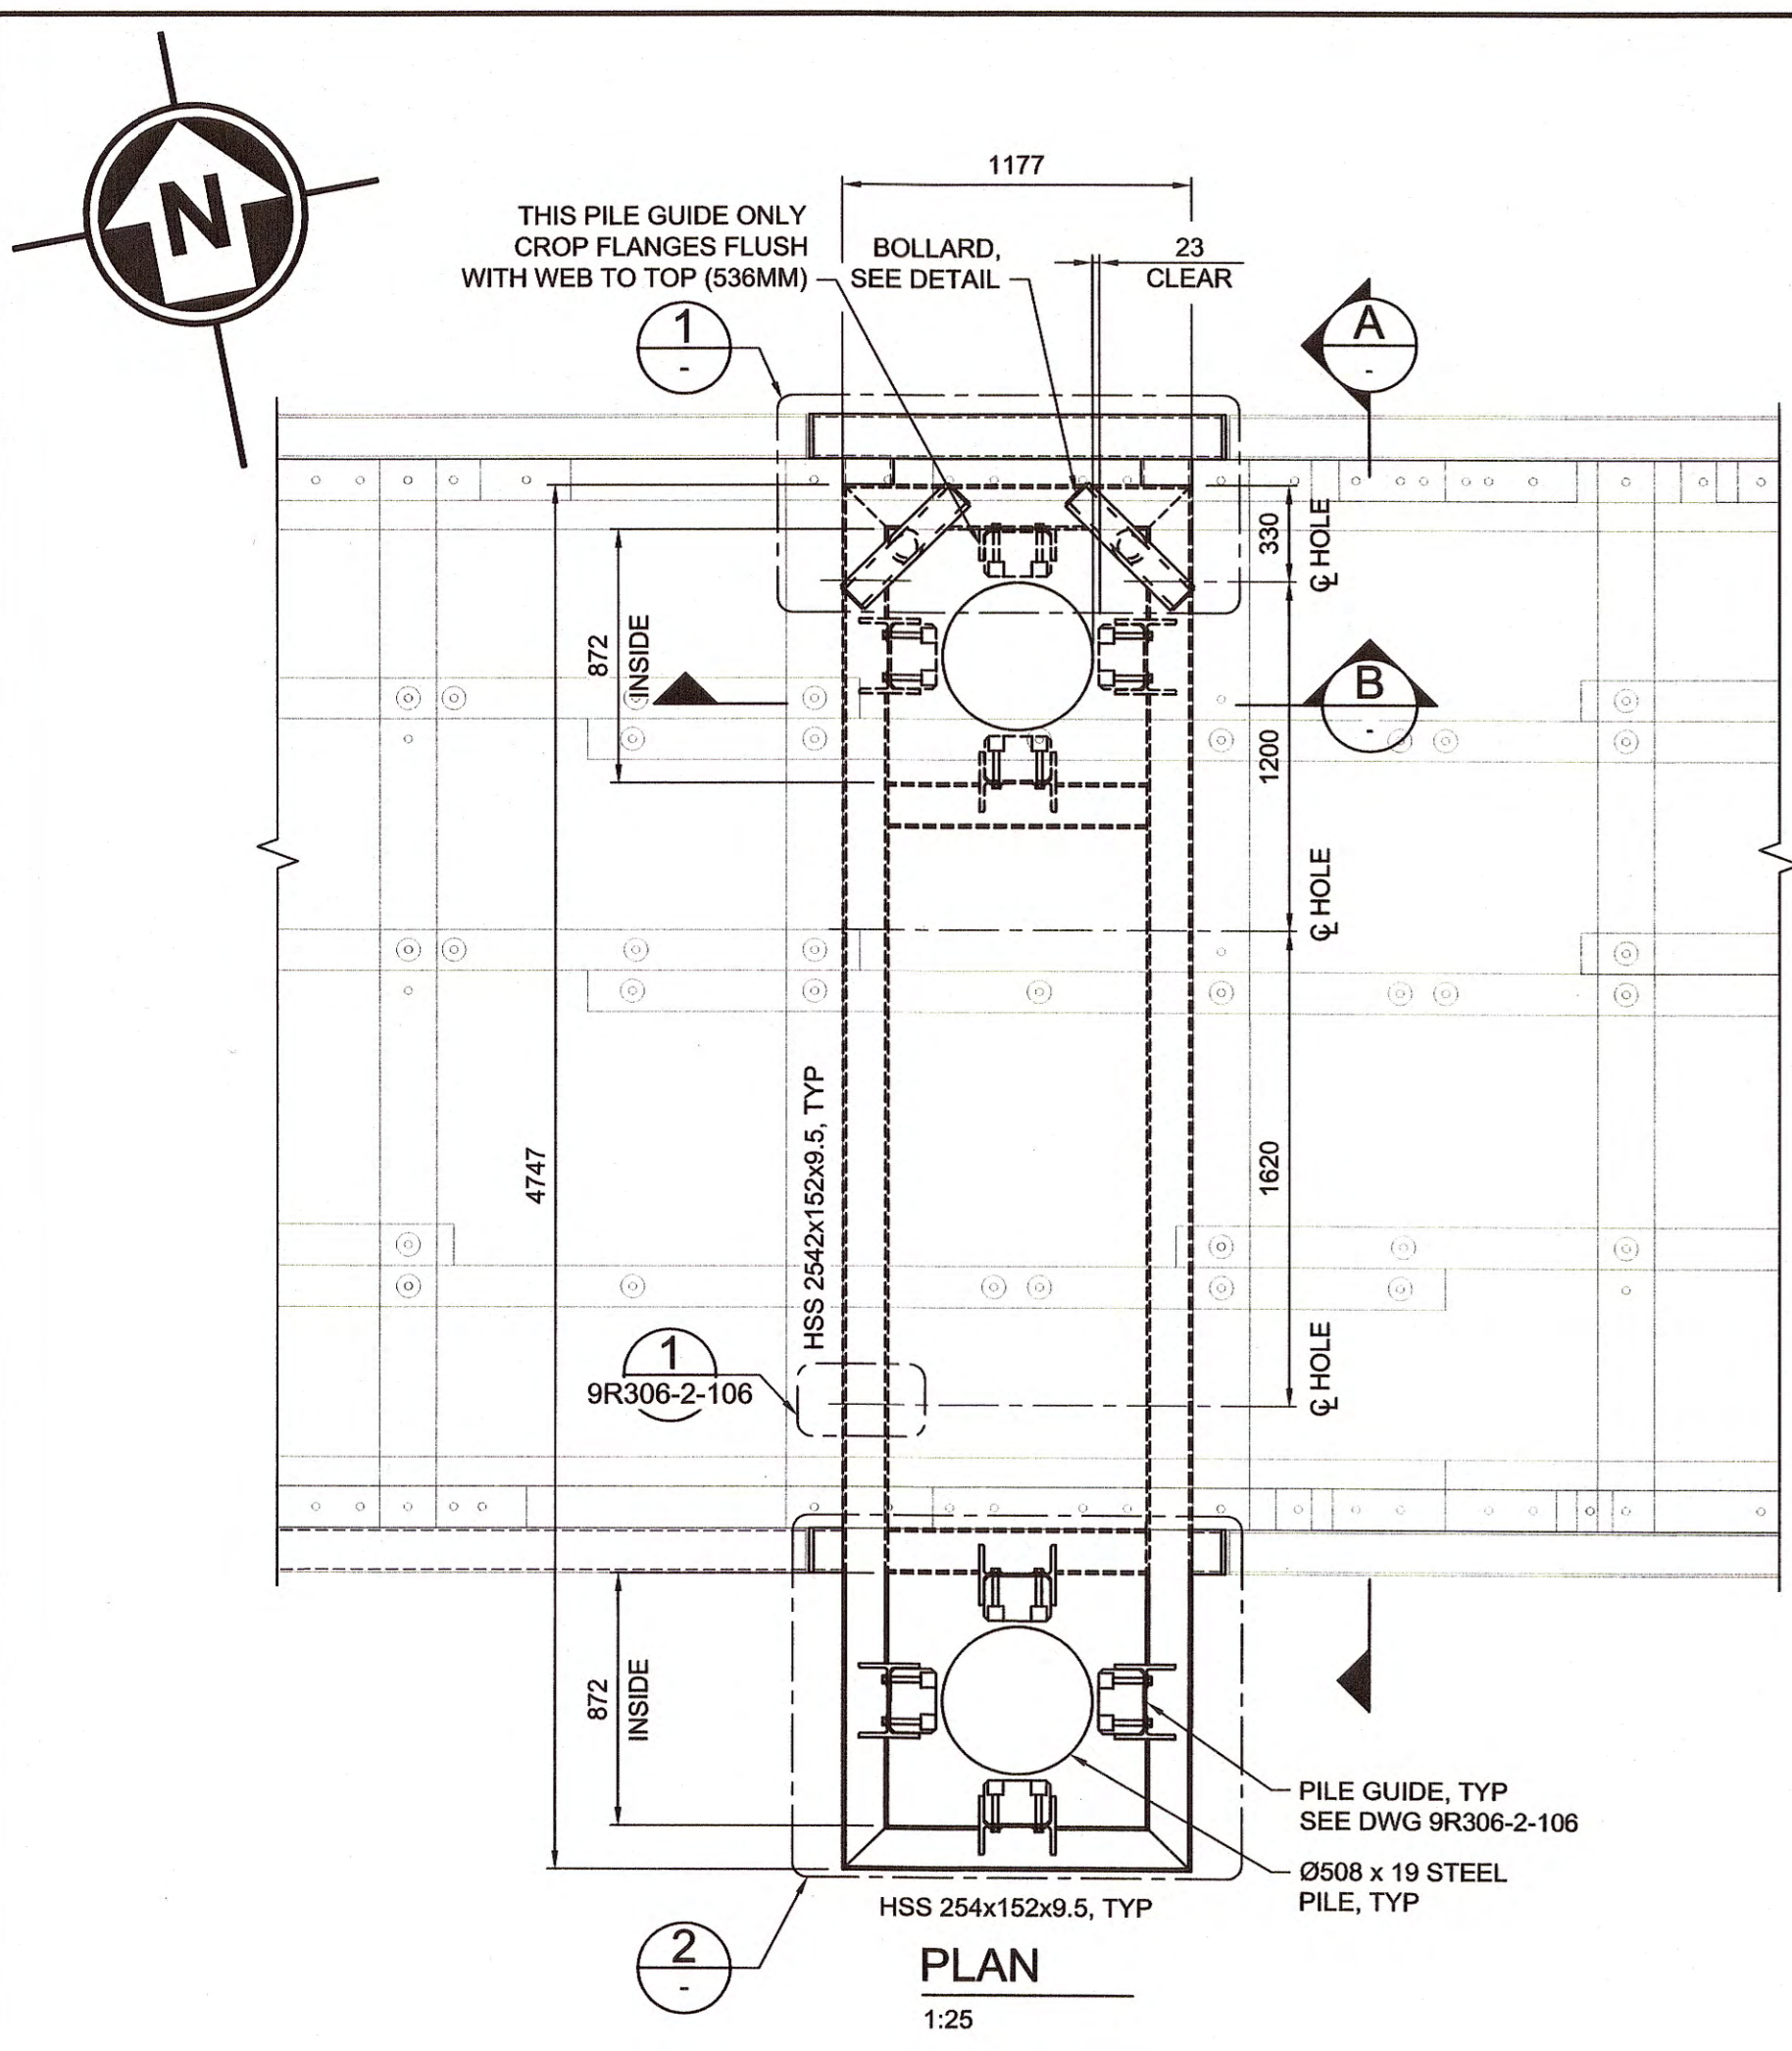 N
1177
THIS PILE GUIDE ONLY
CROP FLANGES FLUSH
WITH WEB TO TOP (536MM)
BOLLARD,
SEE DETAIL
23
CLEAR
1
-
A
-
330
℄ HOLE
872
INSIDE
B
-
1200
℄ HOLE
HSS 2542x152x9.5, TYP
4747
1620
℄ HOLE
1
9R306-2-106
872
INSIDE
PILE GUIDE, TYP
SEE DWG 9R306-2-106
Ø508 x 19 STEEL
PILE, TYP
HSS 254x152x9.5, TYP
2
-
PLAN
1:25